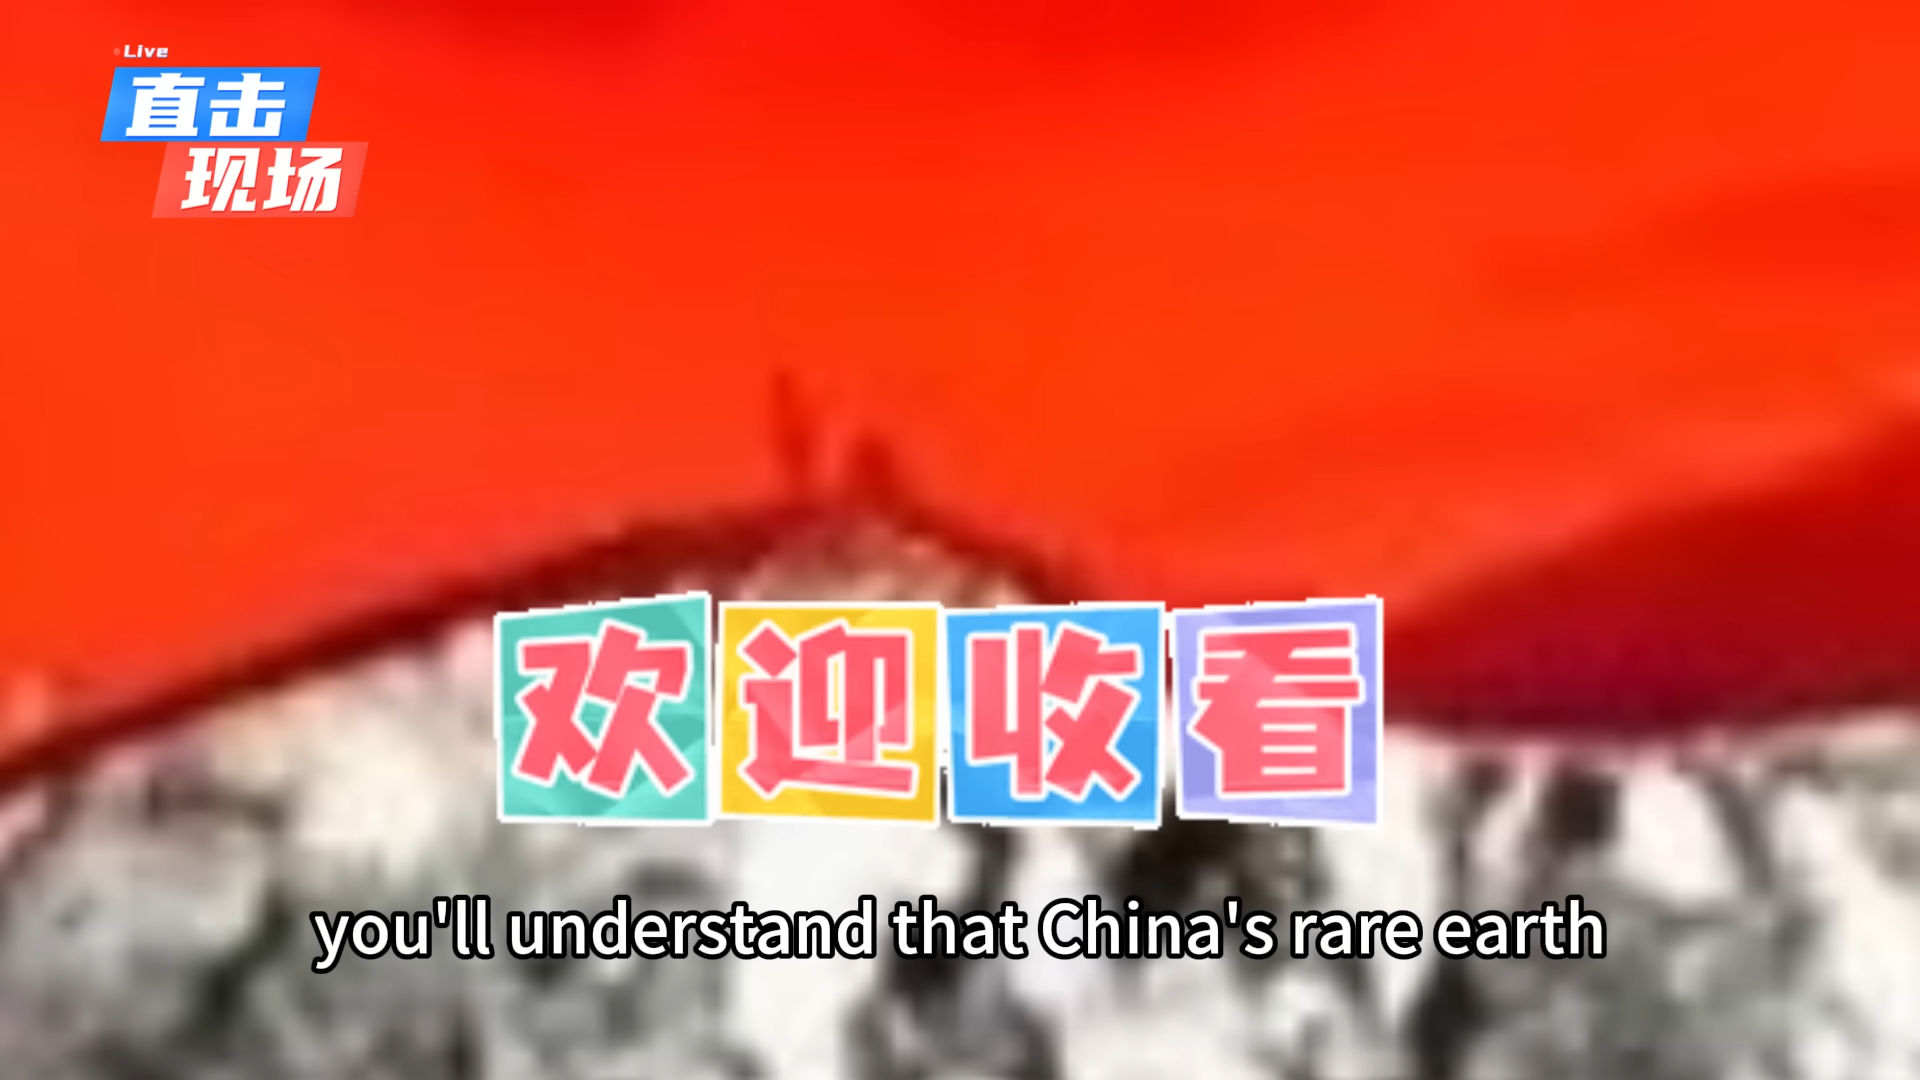 Live
直击
现场
欢迎收看
you'll understand that China's rare earth